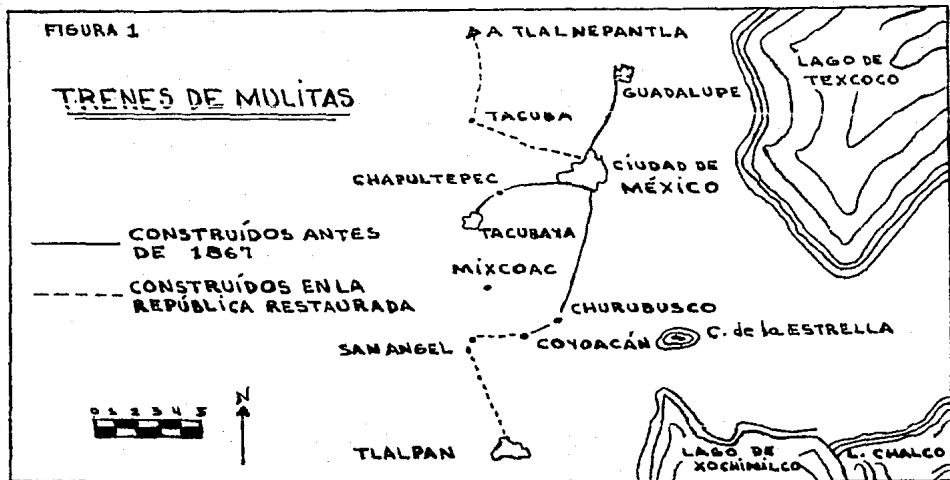 FIGURA 1
TRENES DE MULITAS
A TLALNEPANTLA
GUADALUPE
LAGO DE
TEXCOCO
TACUBA
CIUDAD DE
MÉXICO
CHAPULTEPEC
TACUBAYA
CONSTRUÍDOS ANTES
DE 1867
MIXCOAC
CONSTRUÍDOS EN LA
REPÚBLICA RESTAURADA
CHURUBUSCO
C. de la ESTRELLA
SAN ANGEL
COYOACÁN
0 1 2 3 4 5
N
TLALPAN
LAGO DE
XOCHIMILCO
L. CHALCO